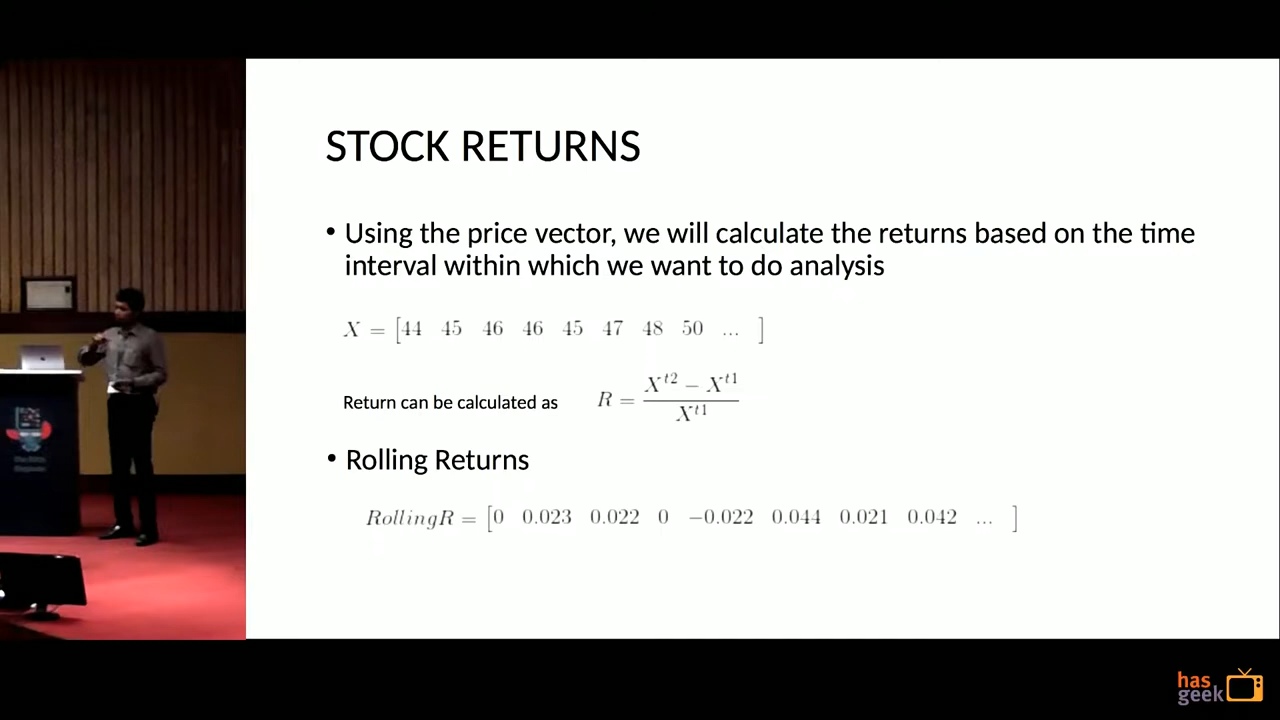 STOCK RETURNS
• Using the price vector, we will calculate the returns based on the time
interval within which we want to do analysis
X = [44 45 46 46 45 47 48 50 ... ]
Return can be calculated as R = \frac{X^{t2} - X^{t1}}{X^{t1}}
• Rolling Returns
RollingR = [0 0.023 0.022 0 −0.022 0.044 0.021 0.042 ... ]
has
geek